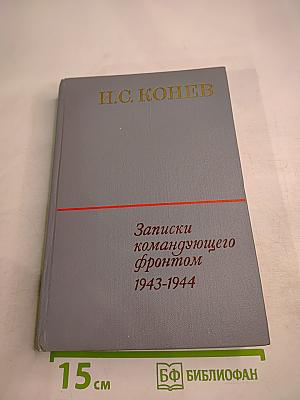 И.С. КОНЕВ
Записки
командующего
фронтом
1943-1944
15 см
БФ БИБЛИОФАН